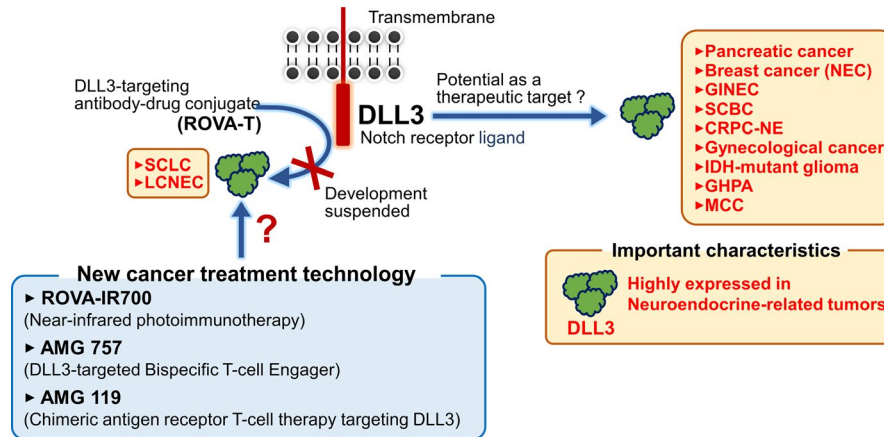 Transmembrane
DLL3-targeting
antibody-drug conjugate
(ROVA-T)
DLL3
Notch receptor ligand
Potential as a
therapeutic target ?
►Pancreatic cancer
►Breast cancer (NEC)
►GINEC
►SCBC
►CRPC-NE
►Gynecological cancer
►IDH-mutant glioma
►GHPA
►MCC
►SCLC
►LCNEC
Development
suspended
?
New cancer treatment technology
► ROVA-IR700
(Near-infrared photoimmunotherapy)
► AMG 757
(DLL3-targeted Bispecific T-cell Engager)
► AMG 119
(Chimeric antigen receptor T-cell therapy targeting DLL3)
Important characteristics
Highly expressed in
Neuroendocrine-related tumors
DLL3